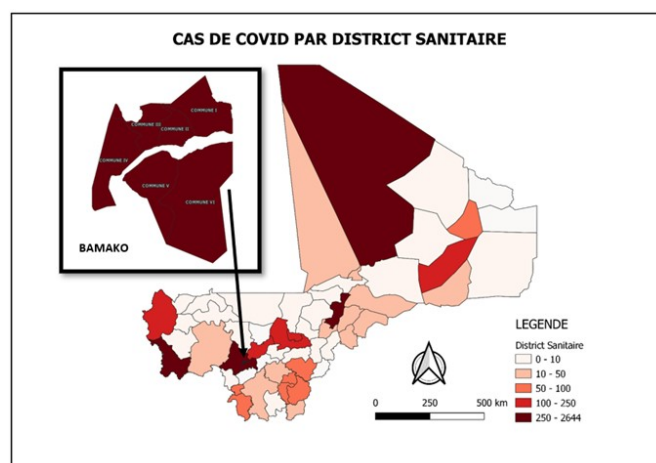 CAS DE COVID PAR DISTRICT SANITAIRE
COMMUNE I
COMMUNE III
COMMUNE II
COMMUNE IV
COMMUNE V
COMMUNE VI
BAMAKO
LEGENDE
District Sanitaire
0 - 10
10 - 50
50 - 100
100 - 250
250 - 2644
0 250 500 km